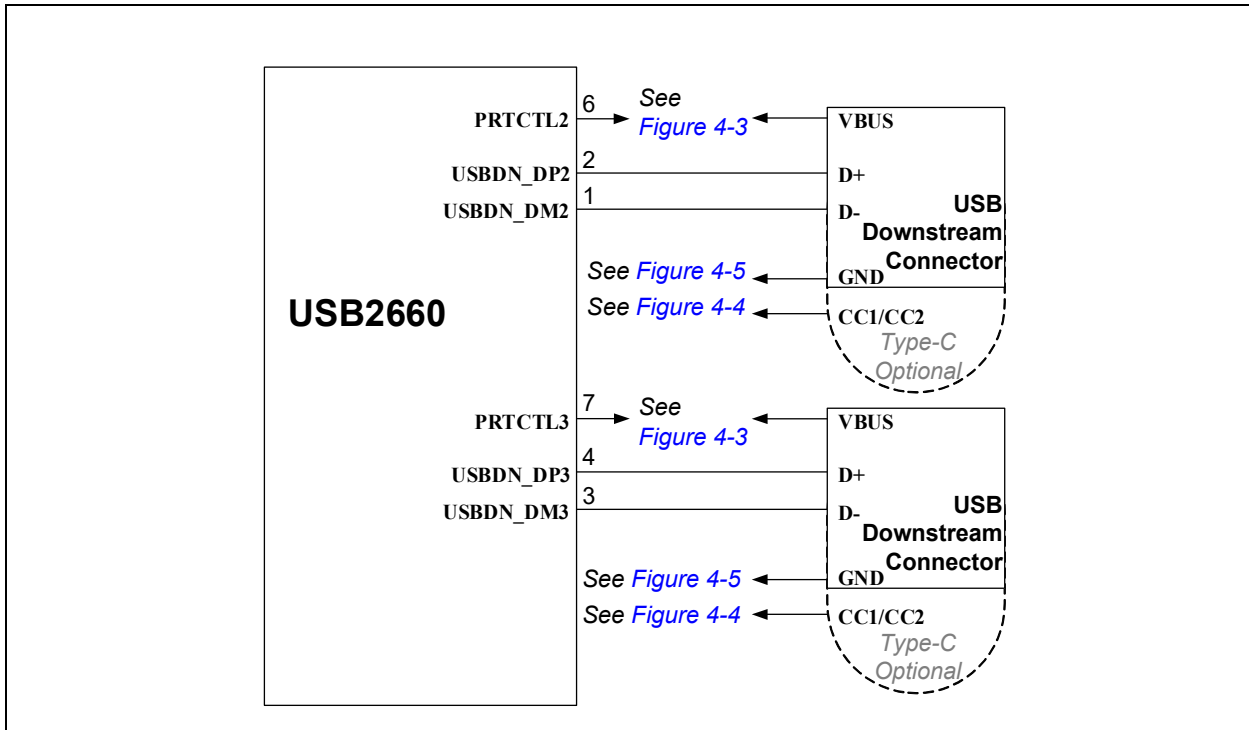 USB2660
PRTCTL2
6
See
Figure 4-3
VBUS
USBDN_DP2
2
D+
USBDN_DM2
1
D-
USB
Downstream
Connector
See Figure 4-5
GND
See Figure 4-4
CC1/CC2
Type-C
Optional
PRTCTL3
7
See
Figure 4-3
VBUS
USBDN_DP3
4
D+
USBDN_DM3
3
D-
USB
Downstream
Connector
See Figure 4-5
GND
See Figure 4-4
CC1/CC2
Type-C
Optional